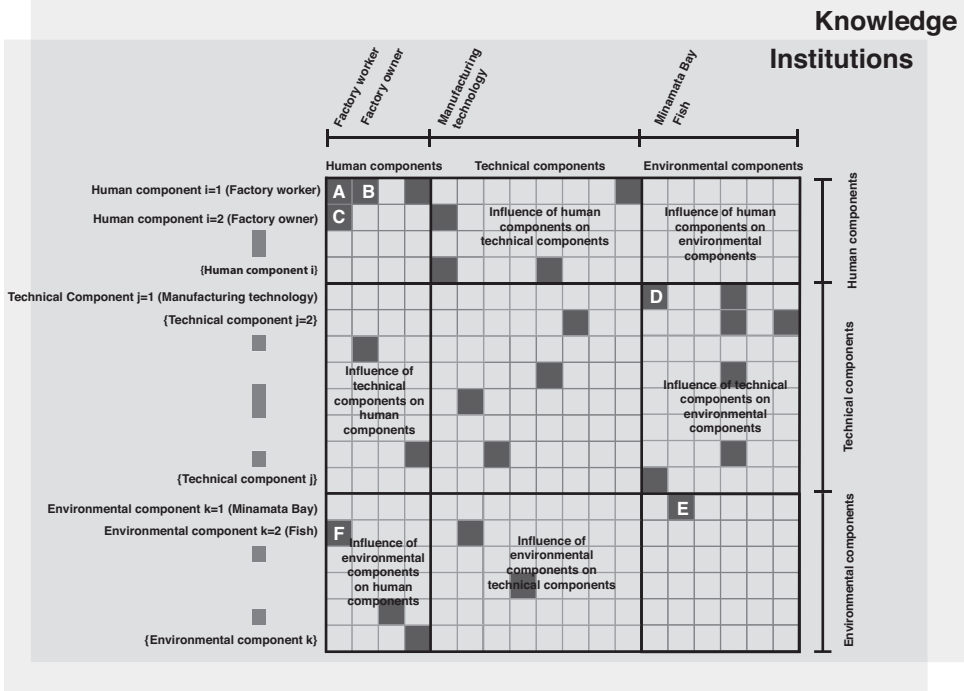 Knowledge
Institutions
Factory worker
Factory owner
Manufacturing
technology
Minamata Bay
Fish
Human components
Technical components
Environmental components
Human component i=1 (Factory worker)
A
B
Human component i=2 (Factory owner)
C
{Human component i}
Influence of human
components on
technical components
Influence of human
components on
environmental
components
Human components
Technical Component j=1 (Manufacturing technology)
D
{Technical component j=2}
Influence of
technical
components on
human
components
Influence of technical
components on
environmental
components
Technical components
{Technical component j}
Environmental component k=1 (Minamata Bay)
E
Environmental component k=2 (Fish)
F
Influence of
environmental
components
on human
components
Influence of
environmental
components on
technical components
Environmental components
{Environmental component k}